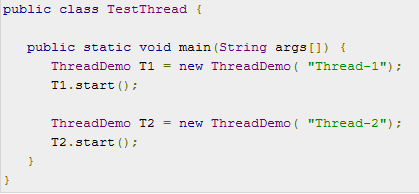 public class TestThread {
public static void main(String args[]) {
ThreadDemo T1 = new ThreadDemo( "Thread-1");
T1.start();
ThreadDemo T2 = new ThreadDemo( "Thread-2");
T2.start();
}
}